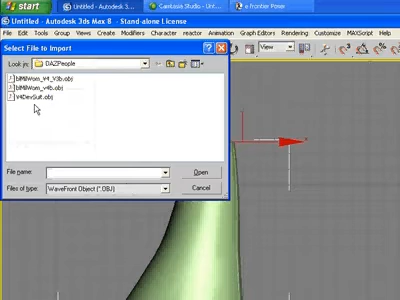 start
Untitled - Autodesk 3...
Camtasia Studio - Unt...
e frontier Poser
Untitled - Autodesk 3ds Max 8 - Stand-alone License
File Edit Tools Group Views Create Modifiers Character reactor Animation Graph Editors Rendering Customize MAXScript Help
View
Select File to Import
Look in: DAZPeople
blMilWom_V4_V3b.obj
blMilWom_v4b.obj
V4DevSuit.obj
File name:
Open
Files of type: WaveFront Object (*.OBJ)
Cancel
x